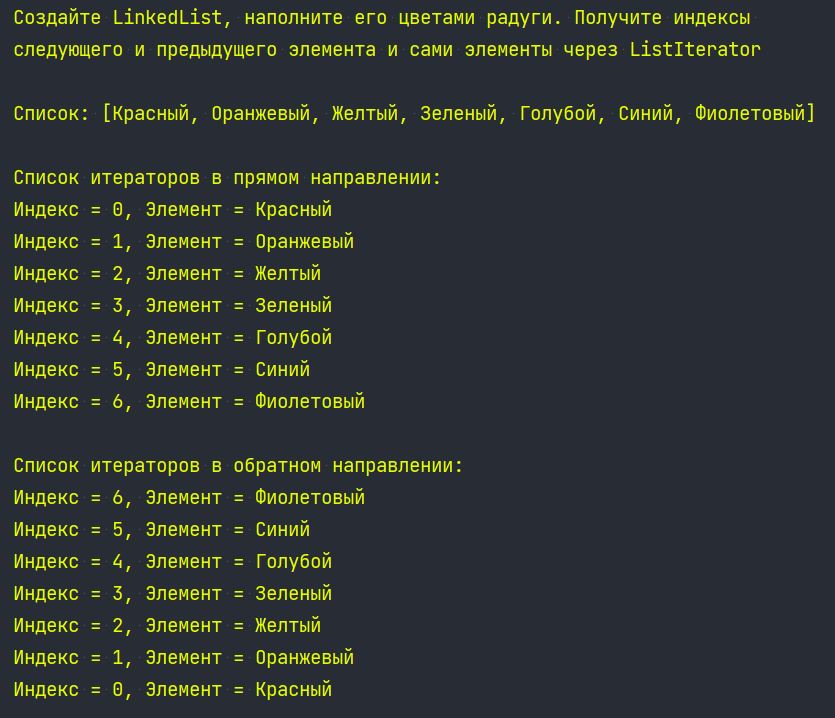 Создайте LinkedList, наполните его цветами радуги. Получите индексы
следующего и предыдущего элемента и сами элементы через ListIterator
Список: [Красный, Оранжевый, Желтый, Зеленый, Голубой, Синий, Фиолетовый]
Список итераторов в прямом направлении:
Индекс = 0, Элемент = Красный
Индекс = 1, Элемент = Оранжевый
Индекс = 2, Элемент = Желтый
Индекс = 3, Элемент = Зеленый
Индекс = 4, Элемент = Голубой
Индекс = 5, Элемент = Синий
Индекс = 6, Элемент = Фиолетовый
Список итераторов в обратном направлении:
Индекс = 6, Элемент = Фиолетовый
Индекс = 5, Элемент = Синий
Индекс = 4, Элемент = Голубой
Индекс = 3, Элемент = Зеленый
Индекс = 2, Элемент = Желтый
Индекс = 1, Элемент = Оранжевый
Индекс = 0, Элемент = Красный